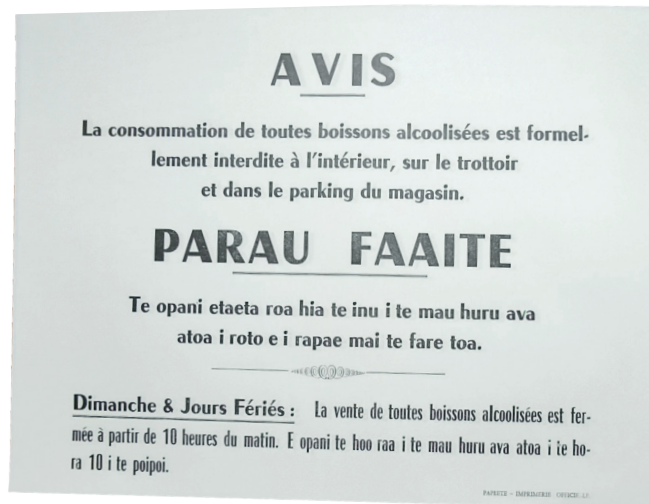 AVIS
La consommation de toutes boissons alcoolisées est formel-
lement interdite à l'intérieur, sur le trottoir
et dans le parking du magasin.
PARAU FAAITE
Te opani etaeta roa hia te inu i te mau huru ava
atoa i roto e i rapae mai te fare toa.
Dimanche & Jours Fériés : La vente de toutes boissons alcoolisées est fer-
mée à partir de 10 heures du matin. E opani te hoo raa i te mau huru ava atoa i te ho-
ra 10 i te poipoi.
PAPEETE - IMPRIMERIE